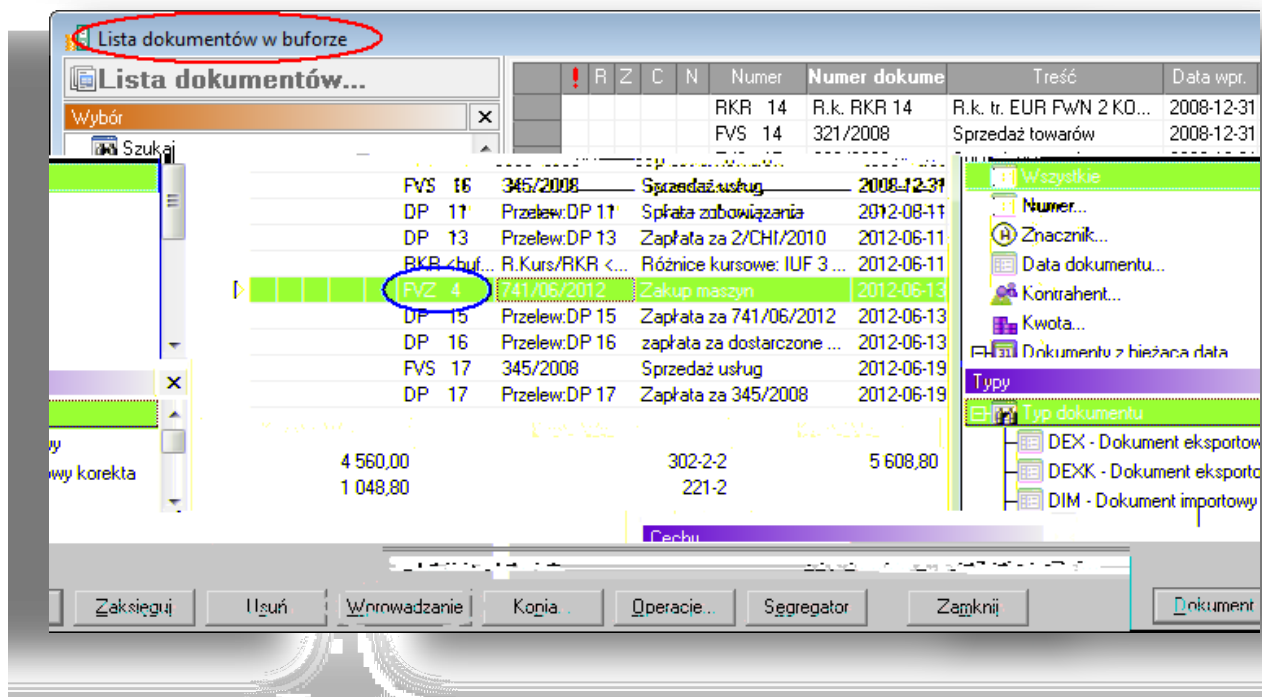 Lista dokumentów w buforze
Lista dokumentów...
! R Z C N Numer Numer dokume Treść Data wpr.
Wybór
RKR 14 R.k. RKR 14 R.k. tr. EUR FWN 2 KO... 2008-12-31
FVS 14 321/2008 Sprzedaż towarów 2008-12-31
Szukaj
FVS 16 345/2008 Sprzedaż usług 2008-12-31
DP 11 Przelew:DP 11 Spłata zobowiązania 2012-08-11
DP 13 Przelew:DP 13 Zapłata za 2/CHF/2010 2012-06-11
RKR <buf... R.Kurs/RKR <... Różnice kursowe: IUF 3 ... 2012-06-11
FVZ 4 741/06/2012 Zakup maszyn 2012-06-13
DP 15 Przelew:DP 15 Zapłata za 741/06/2012 2012-06-13
DP 16 Przelew:DP 16 zapłata za dostarczone ... 2012-06-13
FVS 17 345/2008 Sprzedaż usług 2012-06-19
DP 17 Przelew:DP 17 Zapłata za 345/2008 2012-06-19
Wszystkie
Numer...
Znacznik...
Data dokumentu...
Kontrahent...
Kwota...
Dokumenty z bieżącą datą
Typy
Typ dokumentu
DEX - Dokument eksportow
DEXK - Dokument eksporto
DIM - Dokument importowy
wy
wy korekta
4 560,00 302-2-2 5 608,80
1 048,80 221-2
Cechy
Zaksięguj Usuń Wprowadzanie Kopia... Operacje... Segregator Zamknij Dokument